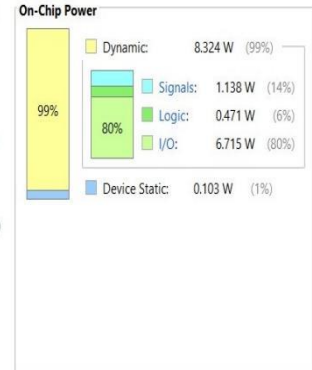 On-Chip Power
Dynamic: 8.324 W (99%)
Signals: 1.138 W (14%)
99%
Logic: 0.471 W (6%)
80%
I/O: 6.715 W (80%)
Device Static: 0.103 W (1%)